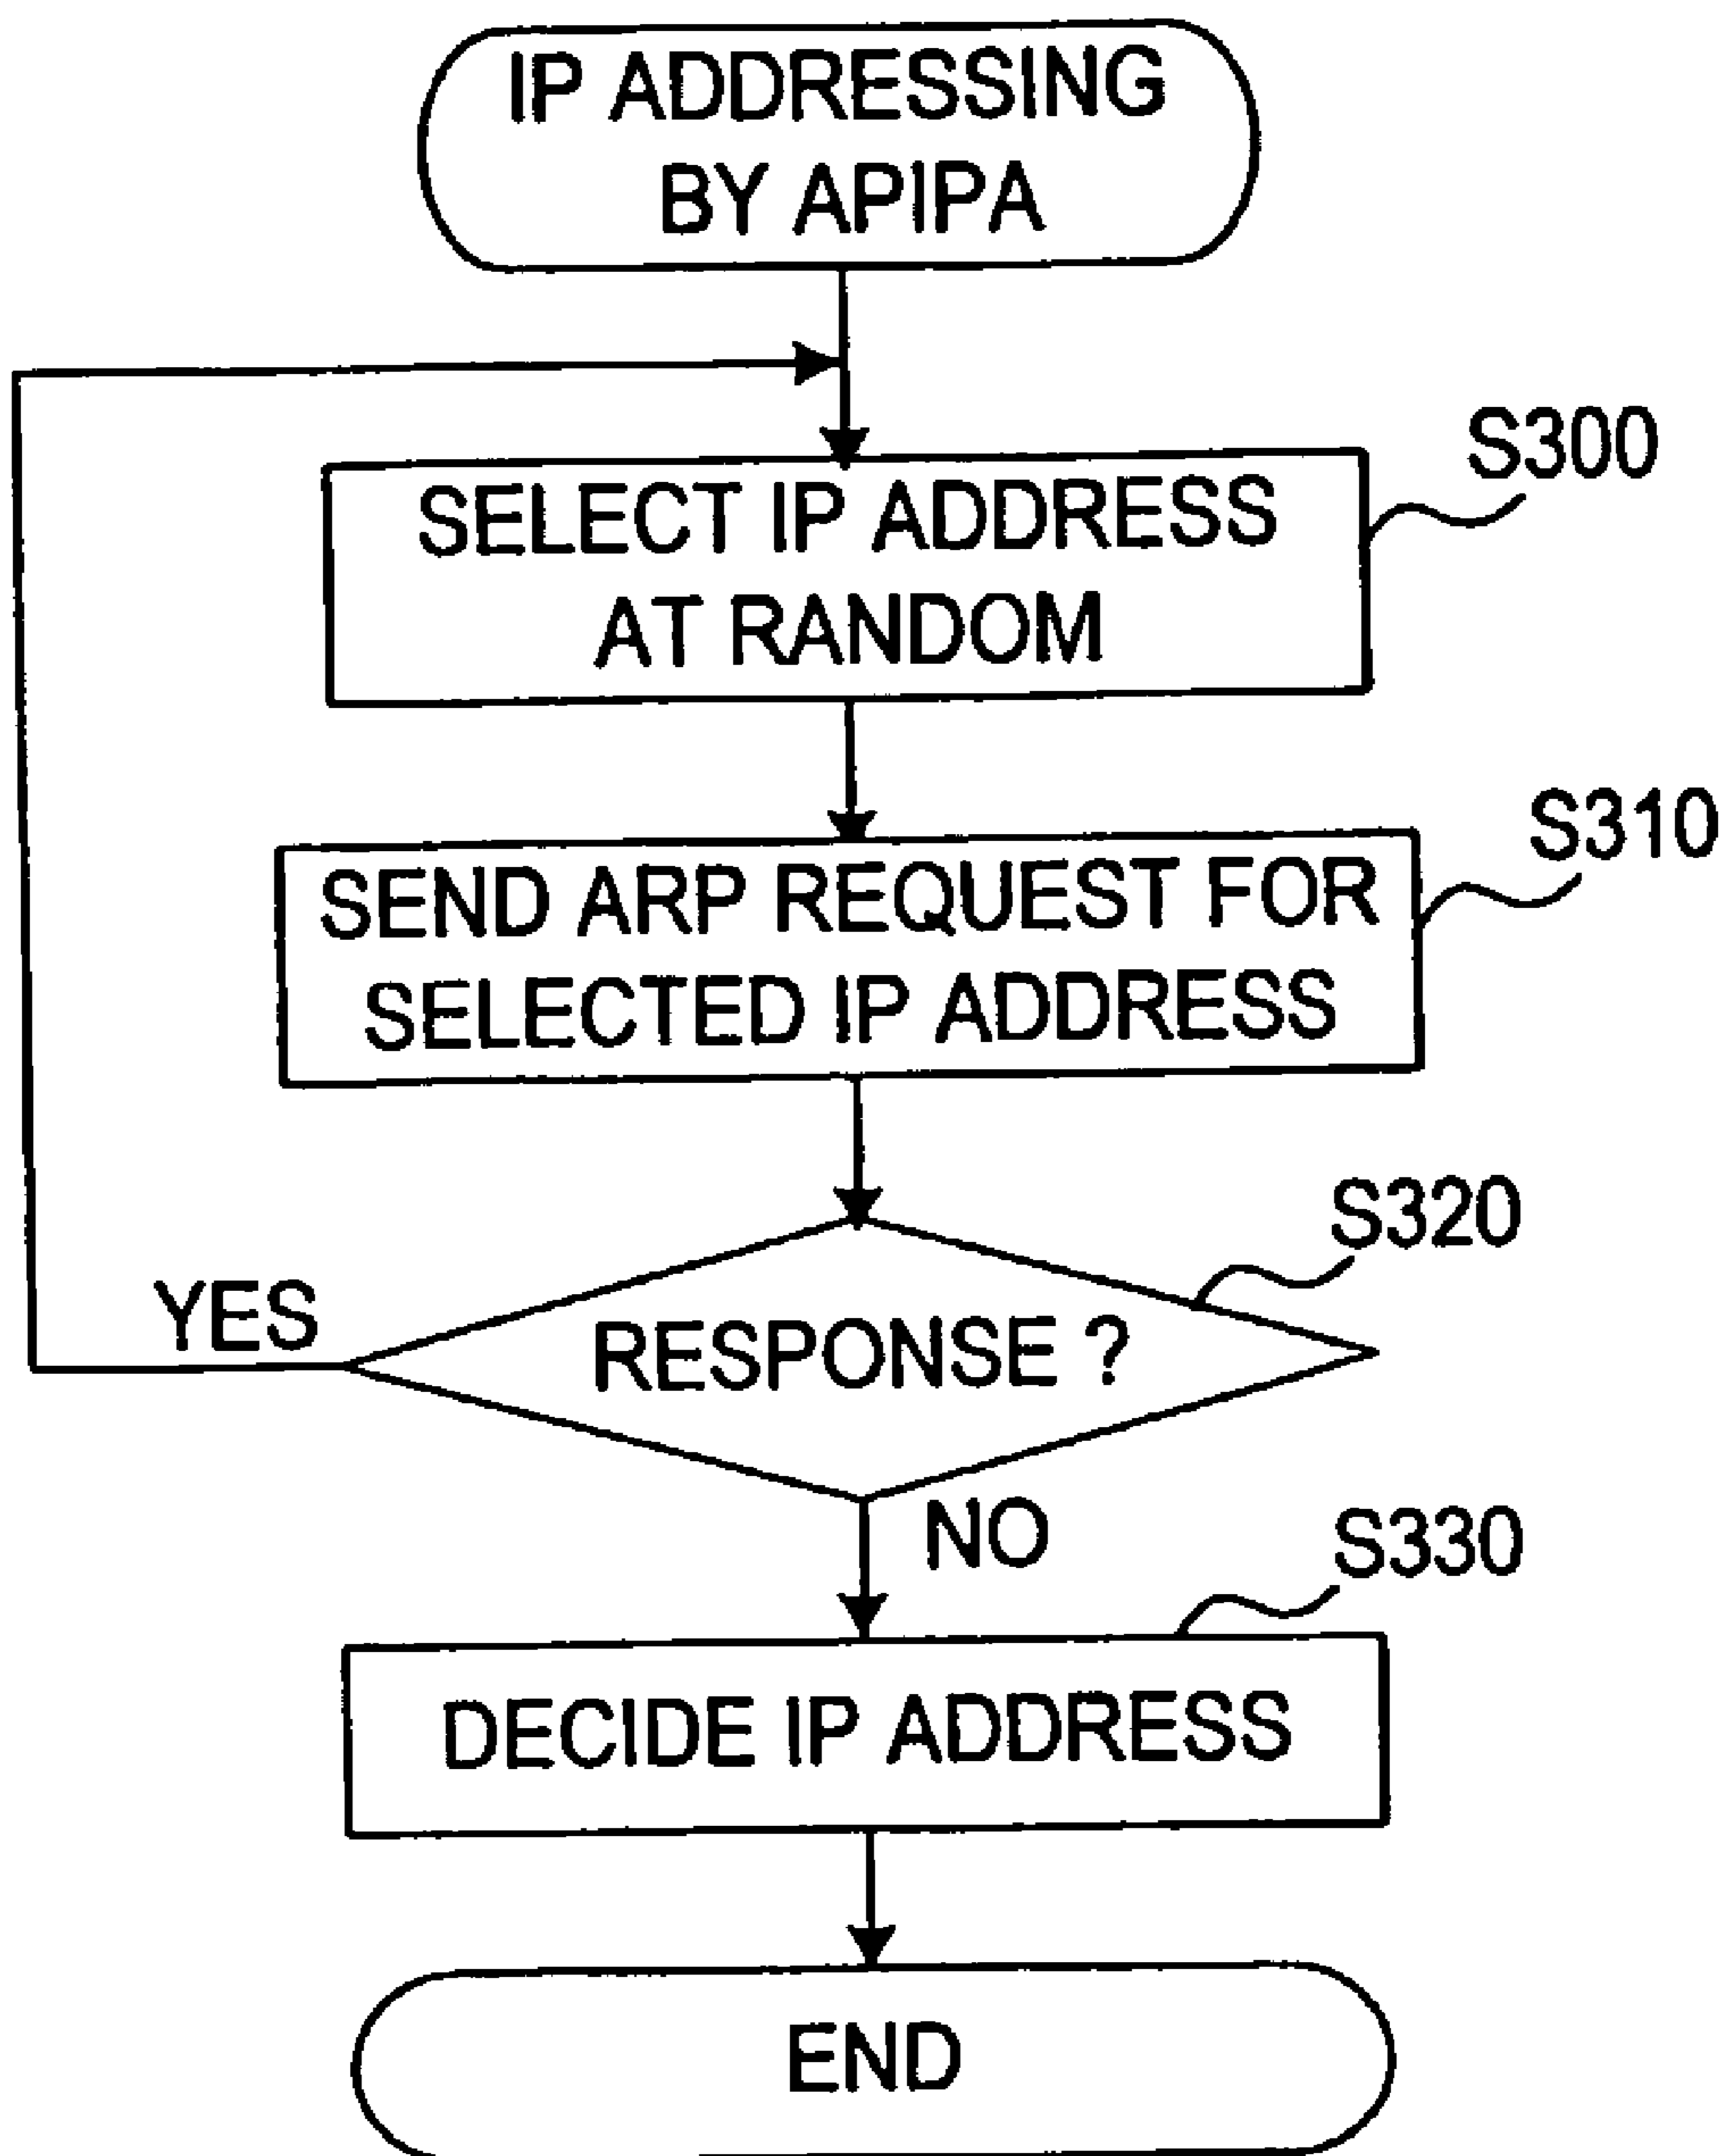 IP ADDRESSING
BY APIPA
S300
SELECT IP ADDRESS
AT RANDOM
S310
SEND ARP REQUEST FOR
SELECTED IP ADDRESS
S320
YES
RESPONSE ?
NO
S330
DECIDE IP ADDRESS
END